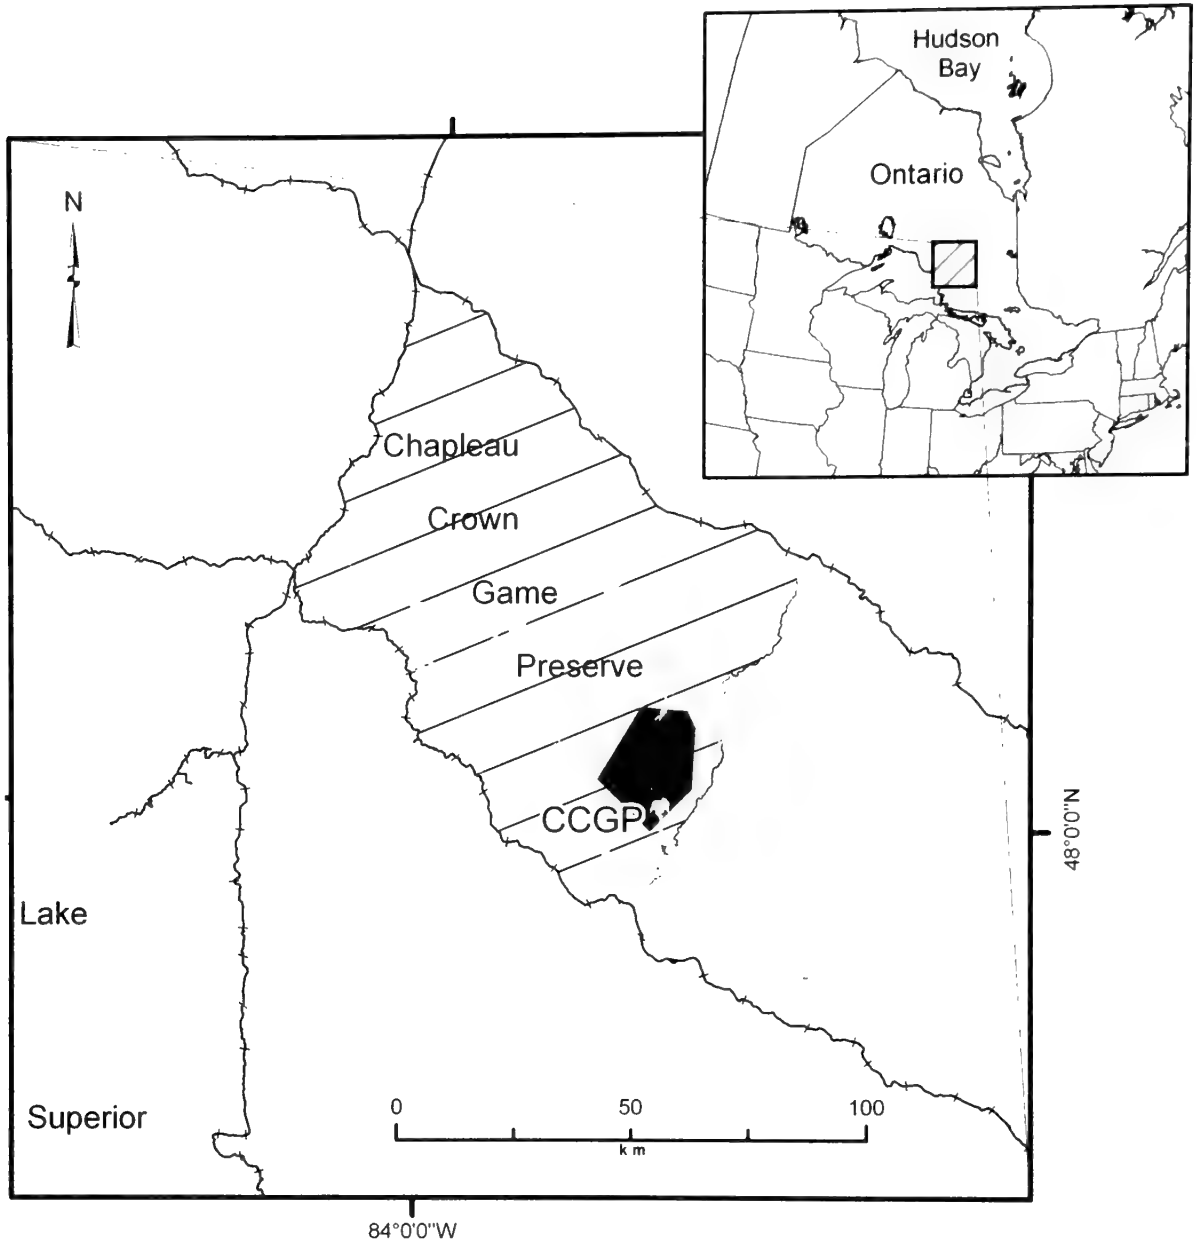 Hudson
Bay
Ontario
N
Chapleau
Crown
Game
Preserve
CCGP
48°0'0"N
Lake
Superior
0 50 100
km
84°0'0"W